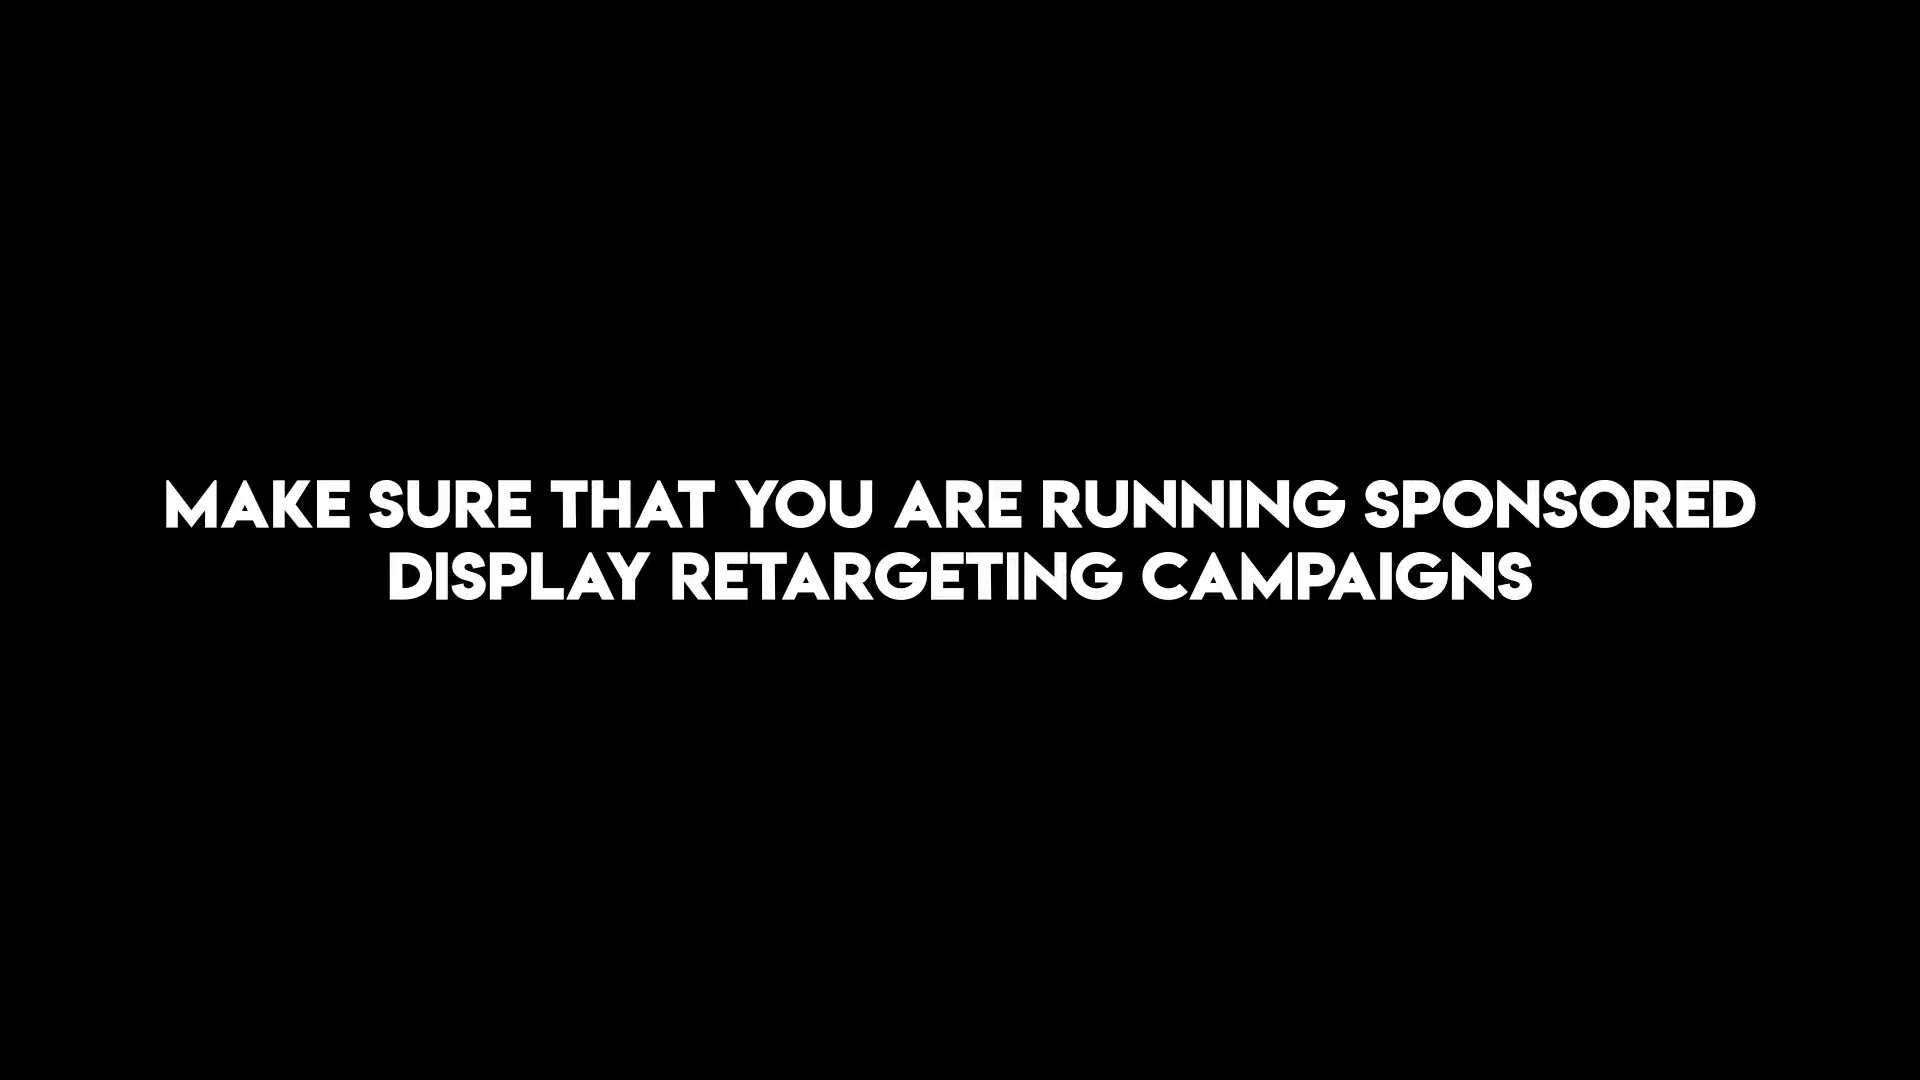 MAKE SURE THAT YOU ARE RUNNING SPONSORED
DISPLAY RETARGETING CAMPAIGNS